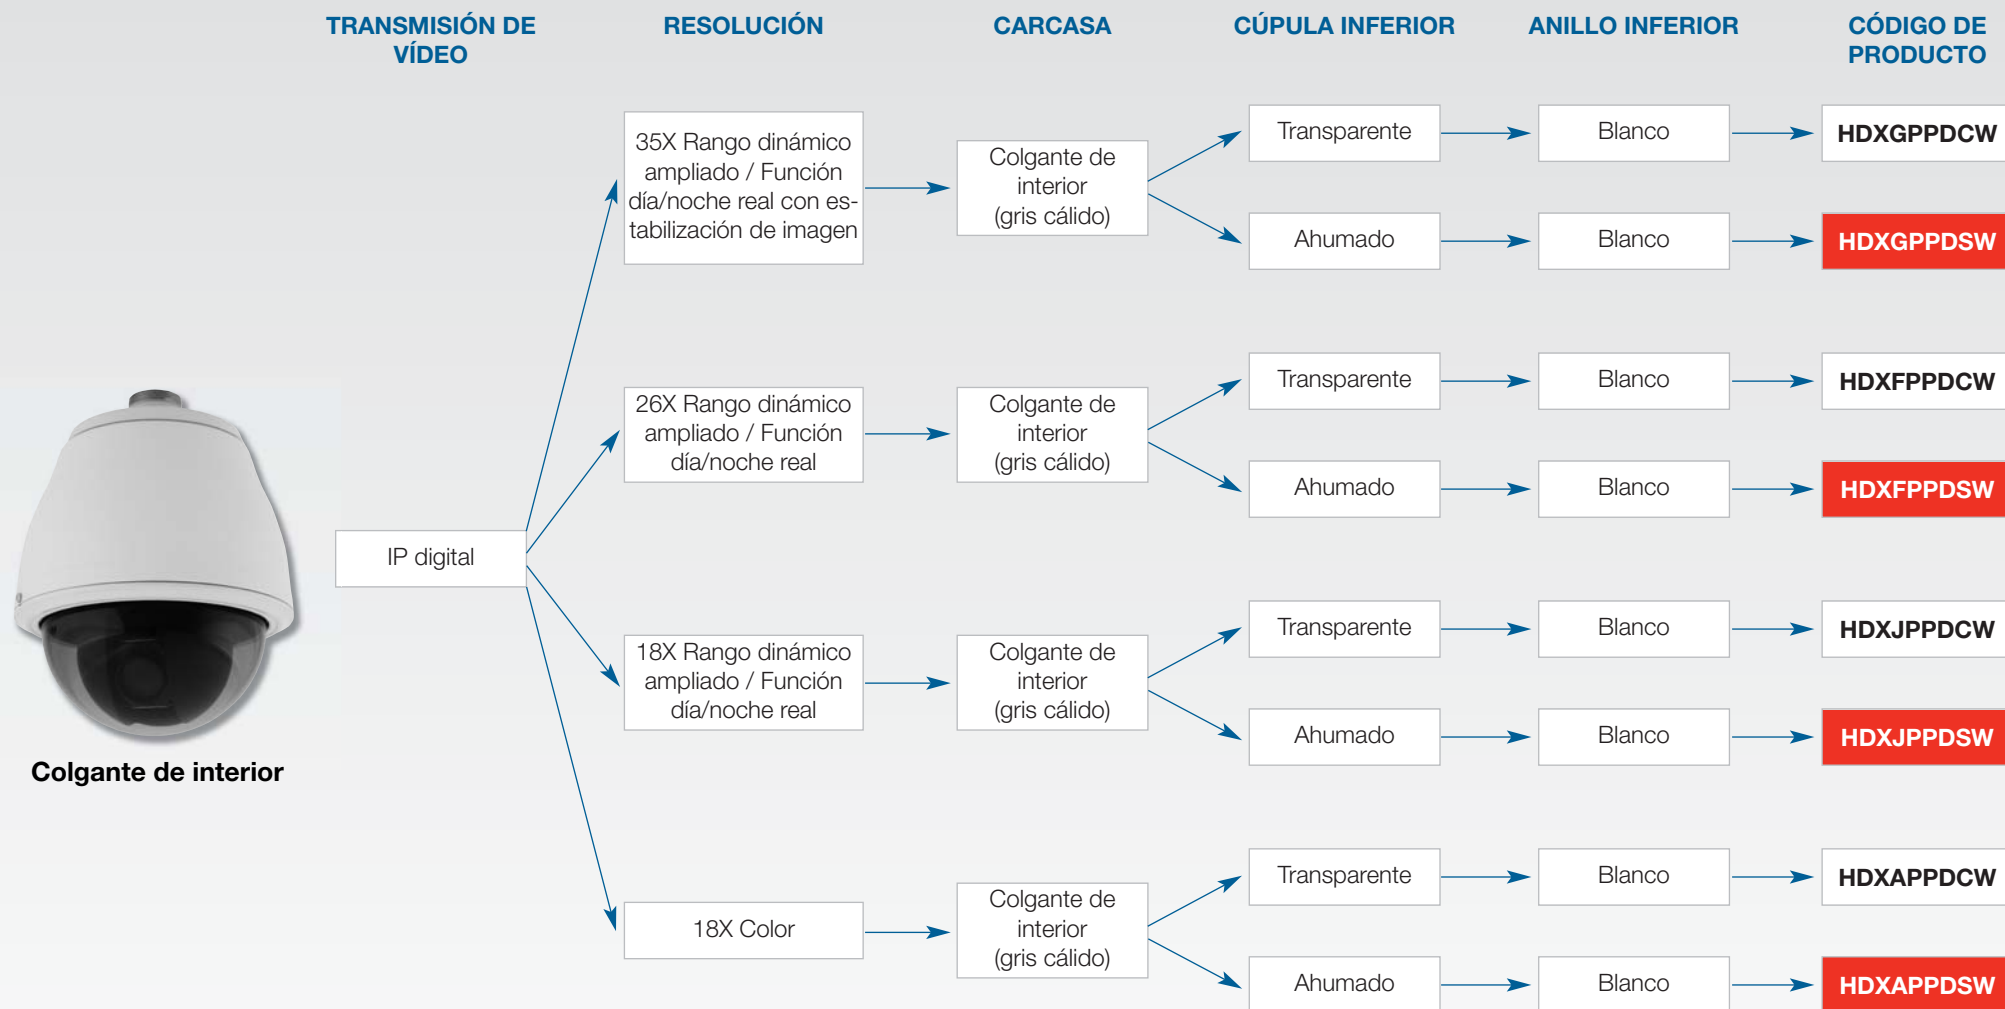 TRANSMISIÓN DE
VÍDEO
RESOLUCIÓN
CARCASA
CÚPULA INFERIOR
ANILLO INFERIOR
CÓDIGO DE
PRODUCTO
35X Rango dinámico
ampliado / Función
día/noche real con es-
tabilización de imagen
Colgante de
interior
(gris cálido)
Transparente
Blanco
HDXGPPDCW
Ahumado
Blanco
HDXGPPDSW
26X Rango dinámico
ampliado / Función
día/noche real
Colgante de
interior
(gris cálido)
Transparente
Blanco
HDXFPPDCW
Ahumado
Blanco
HDXFPPDSW
IP digital
Colgante de interior
18X Rango dinámico
ampliado / Función
día/noche real
Colgante de
interior
(gris cálido)
Transparente
Blanco
HDXJPPDCW
Ahumado
Blanco
HDXJPPDSW
18X Color
Colgante de
interior
(gris cálido)
Transparente
Blanco
HDXAPPDCW
Ahumado
Blanco
HDXAPPDSW